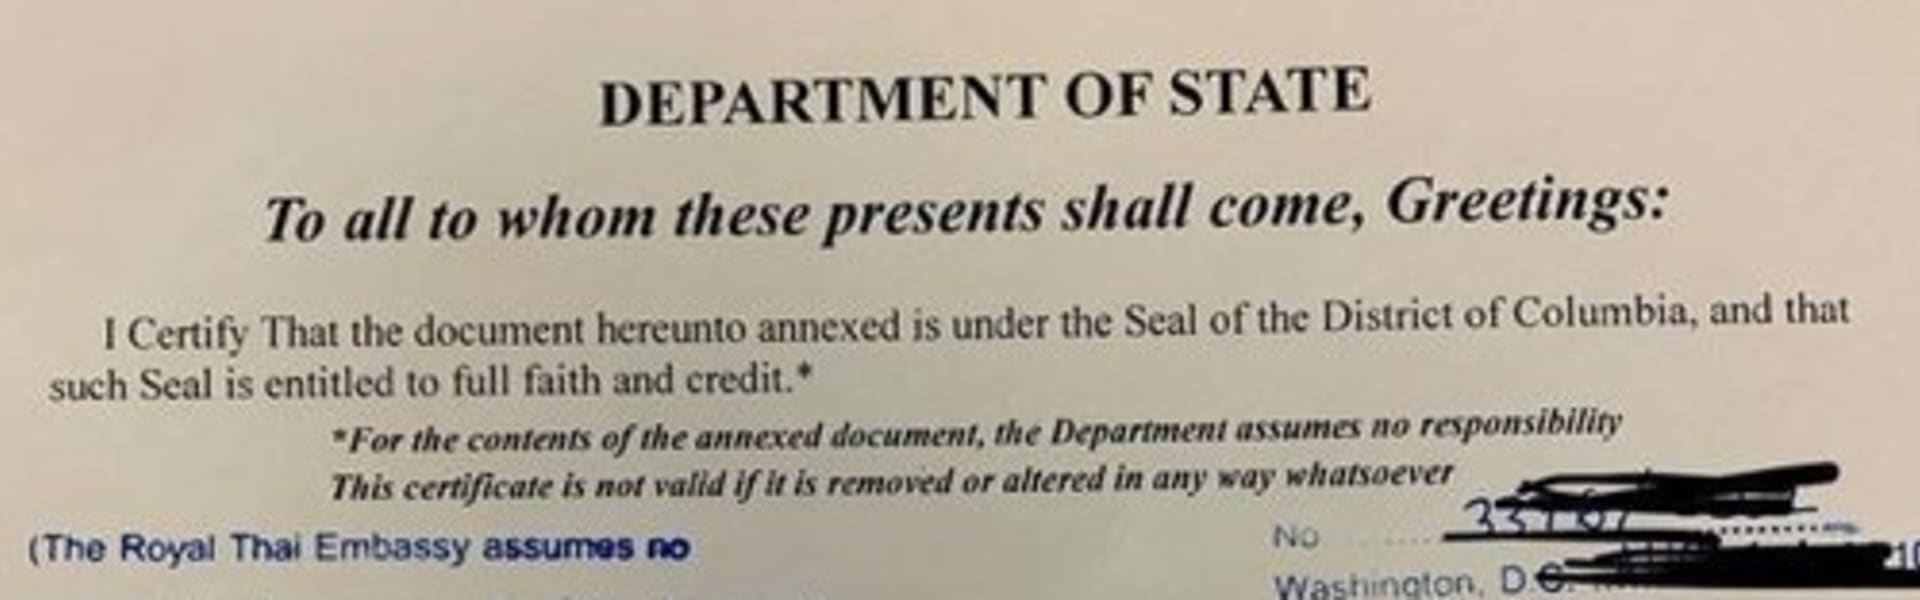 DEPARTMENT OF STATE
To all to whom these presents shall come, Greetings:
I Certify That the document hereunto annexed is under the Seal of the District of Columbia, and that
such Seal is entitled to full faith and credit.*
*For the contents of the annexed document, the Department assumes no responsibility
This certificate is not valid if it is removed or altered in any way whatsoever
(The Royal Thai Embassy assumes no
No
Washington, D.C.